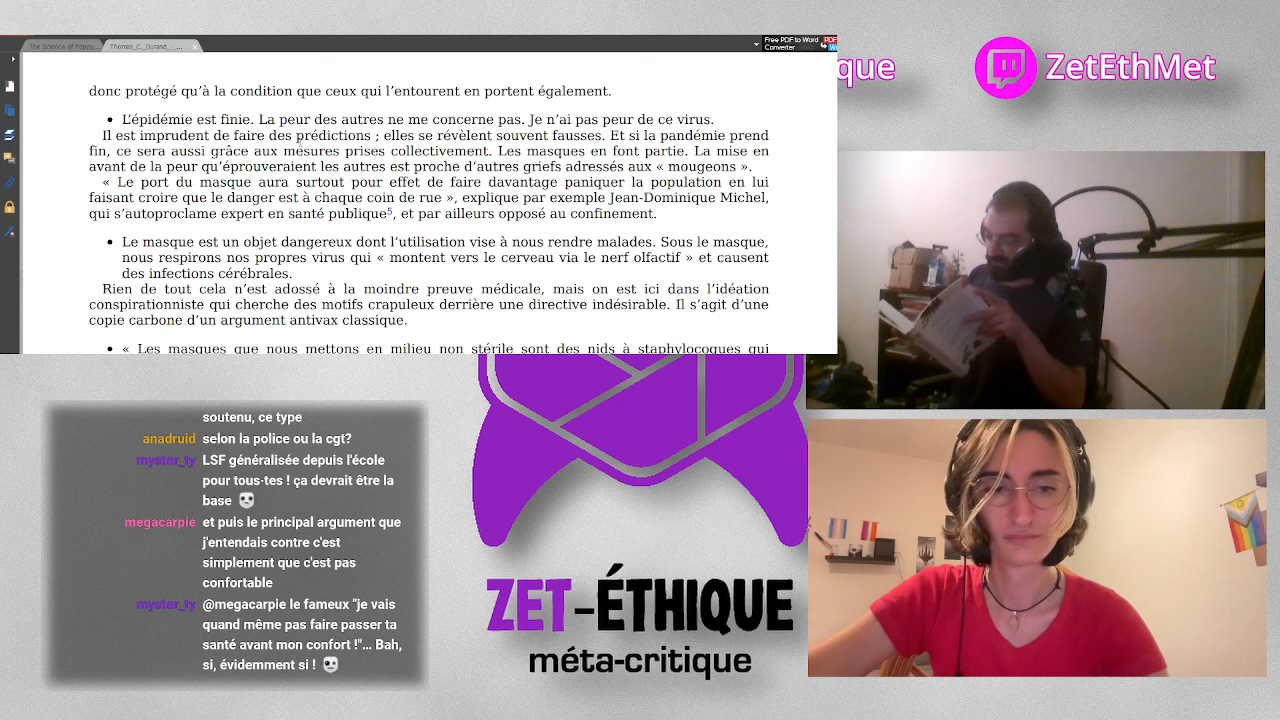 The Science of Poppy...
Thomas_C._Durand_-_...
Free PDF to Word
Converter
PDF
donc protégé qu’à la condition que ceux qui l’entourent en portent également.
• L’épidémie est finie. La peur des autres ne me concerne pas. Je n’ai pas peur de ce virus.
Il est imprudent de faire des prédictions ; elles se révèlent souvent fausses. Et si la pandémie prend
fin, ce sera aussi grâce aux mesures prises collectivement. Les masques en font partie. La mise en
avant de la peur qu’éprouveraient les autres est proche d’autres griefs adressés aux « mougeons ».
« Le port du masque aura surtout pour effet de faire davantage paniquer la population en lui
faisant croire que le danger est à chaque coin de rue », explique par exemple Jean-Dominique Michel,
qui s’autoproclame expert en santé publique5, et par ailleurs opposé au confinement.
• Le masque est un objet dangereux dont l’utilisation vise à nous rendre malades. Sous le masque,
nous respirons nos propres virus qui « montent vers le cerveau via le nerf olfactif » et causent
des infections cérébrales.
Rien de tout cela n’est adossé à la moindre preuve médicale, mais on est ici dans l’idéation
conspirationniste qui cherche des motifs crapuleux derrière une directive indésirable. Il s’agit d’une
copie carbone d’un argument antivax classique.
• « Les masques que nous mettons en milieu non stérile sont des nids à staphylocoques qui
que
ZetEthMet
soutenu, ce type
anadruid selon la police ou la cgt?
myster_ty LSF généralisée depuis l'école
pour tous·tes ! ça devrait être la
base
megacarpie et puis le principal argument que
j'entendais contre c'est
simplement que c'est pas
confortable
myster_ty @megacarpie le fameux "je vais
quand même pas faire passer ta
santé avant mon confort !"... Bah,
si, évidemment si !
ZET-ÉTHIQUE
méta-critique